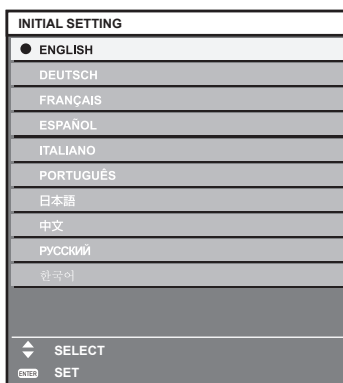 INITIAL SETTING
ENGLISH
DEUTSCH
FRANÇAIS
ESPAÑOL
ITALIANO
PORTUGUÊS
日本語
中文
РУССКИЙ
한국어
SELECT
ENTER SET